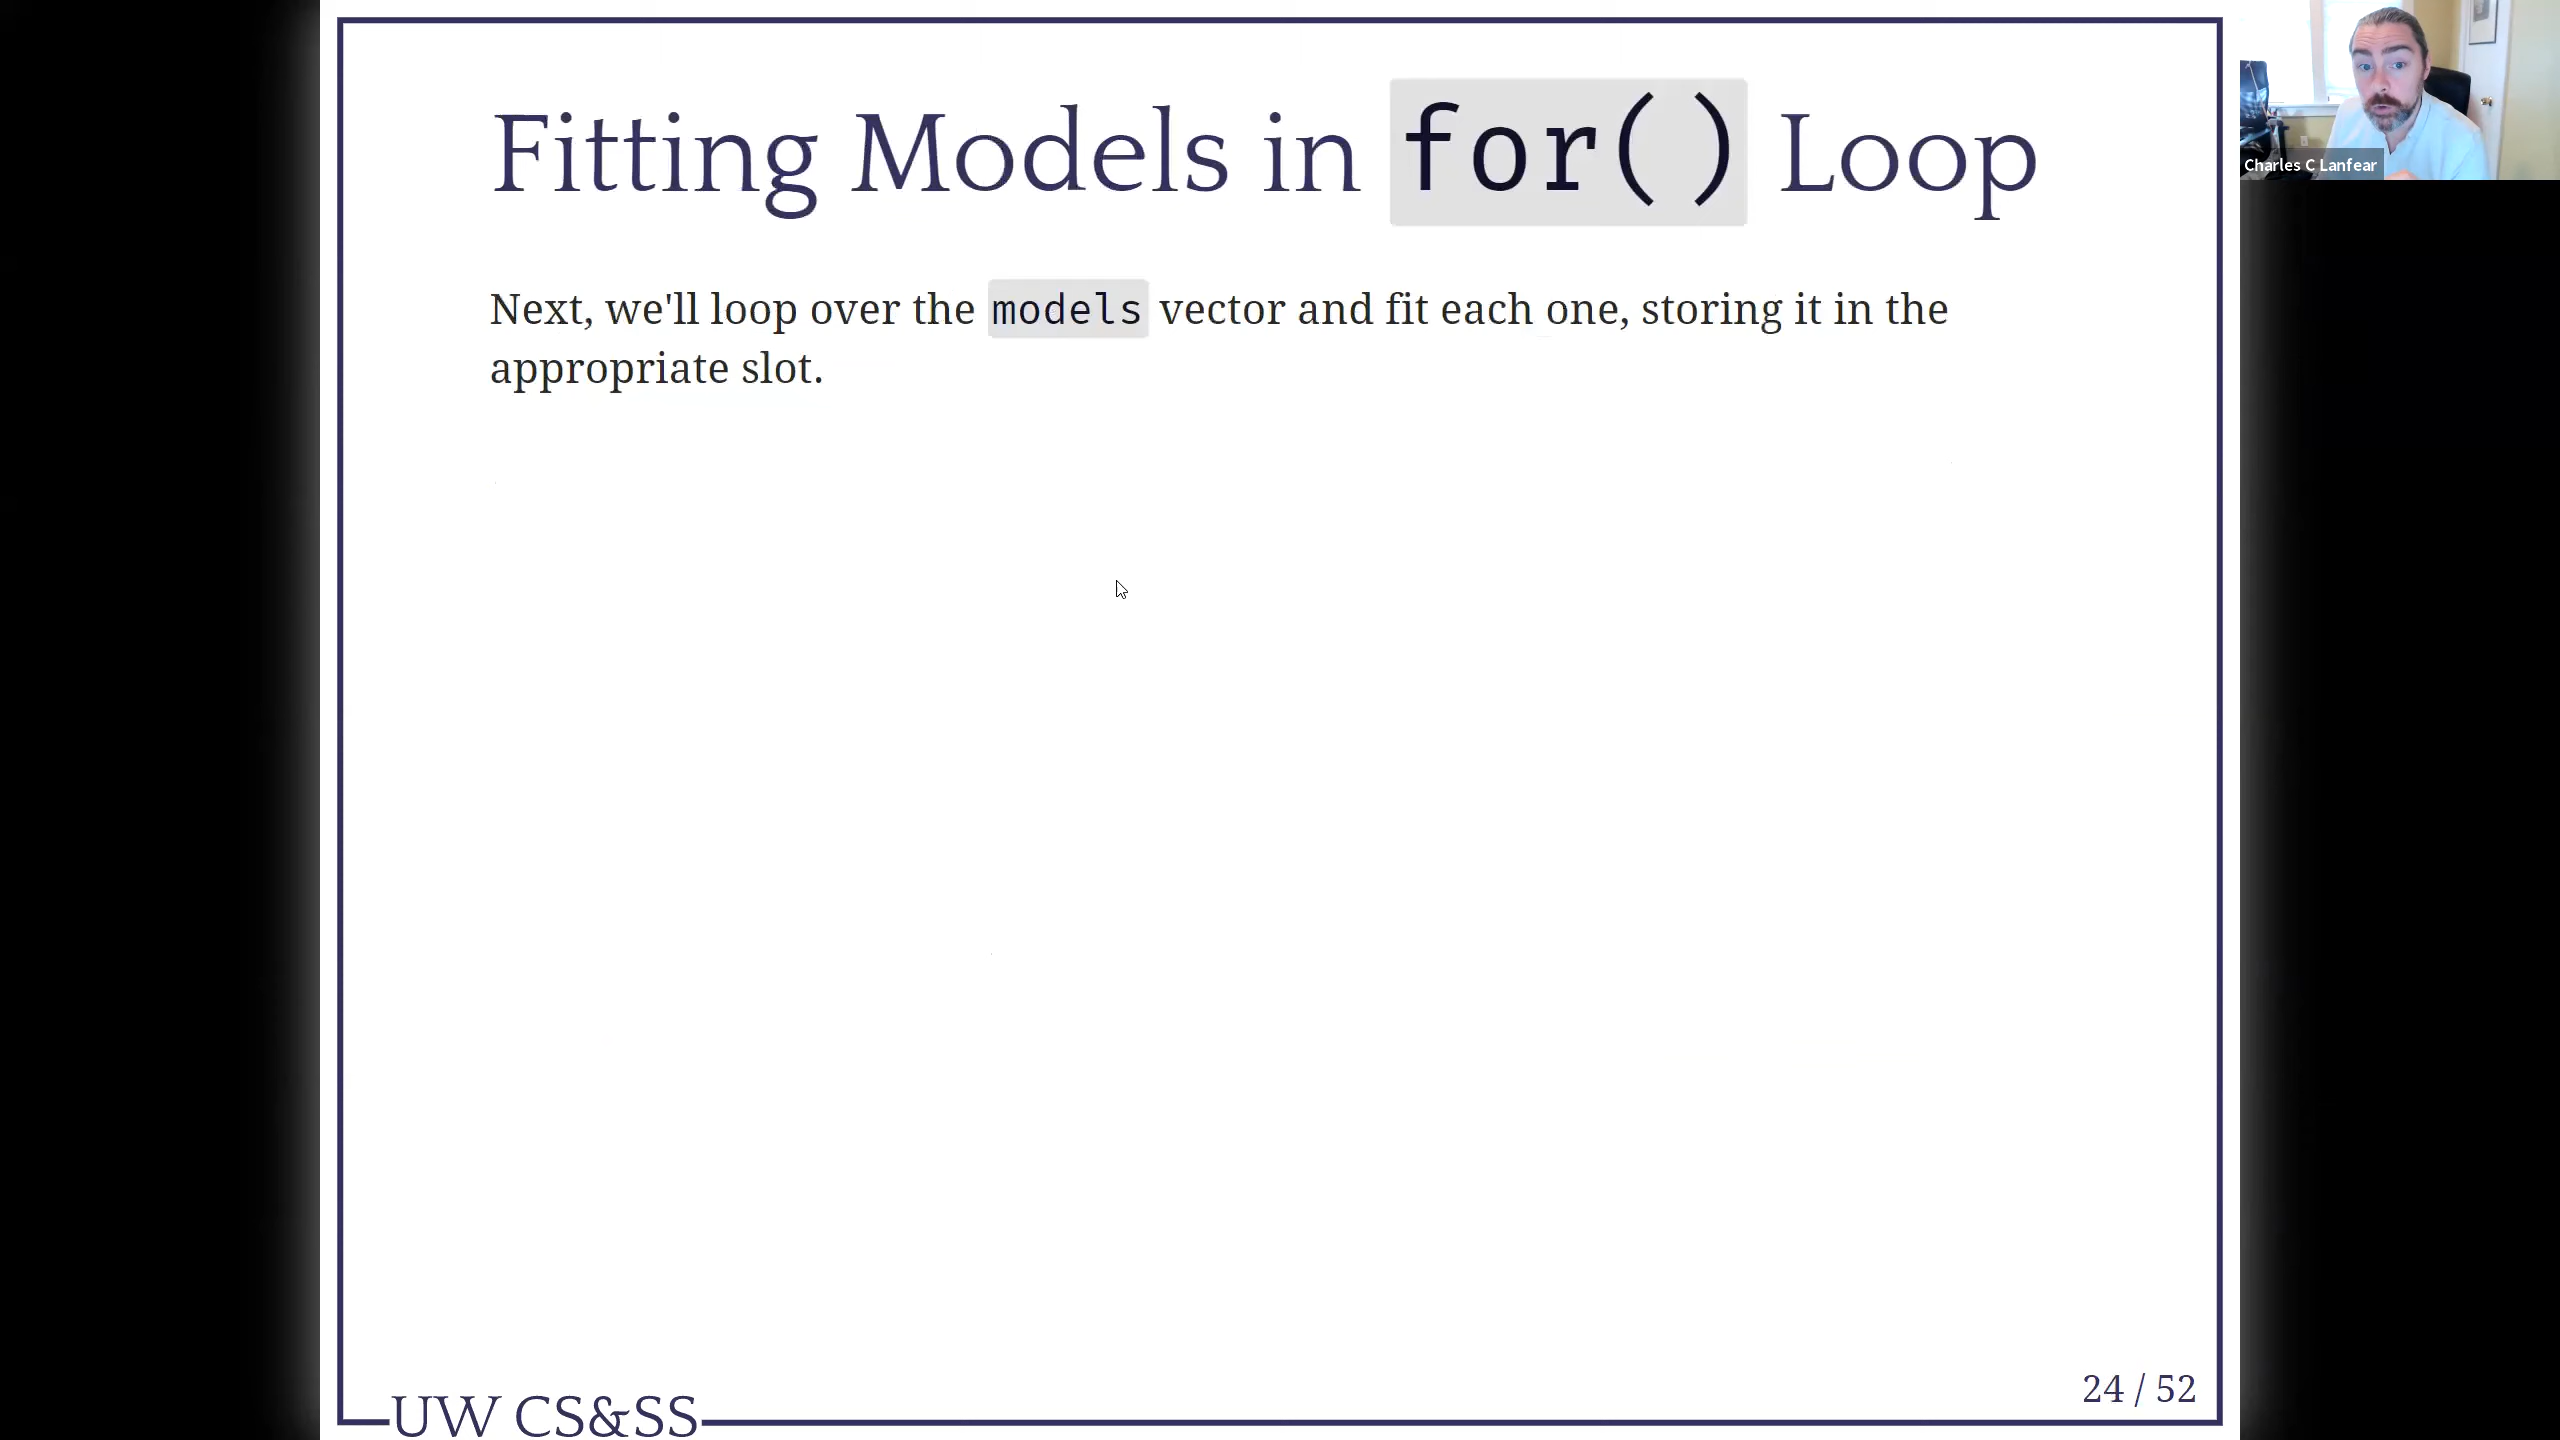 Fitting Models in for() Loop
Charles C Lanfear
Next, we'll loop over the models vector and fit each one, storing it in the
appropriate slot.
24 / 52
UW CS&SS